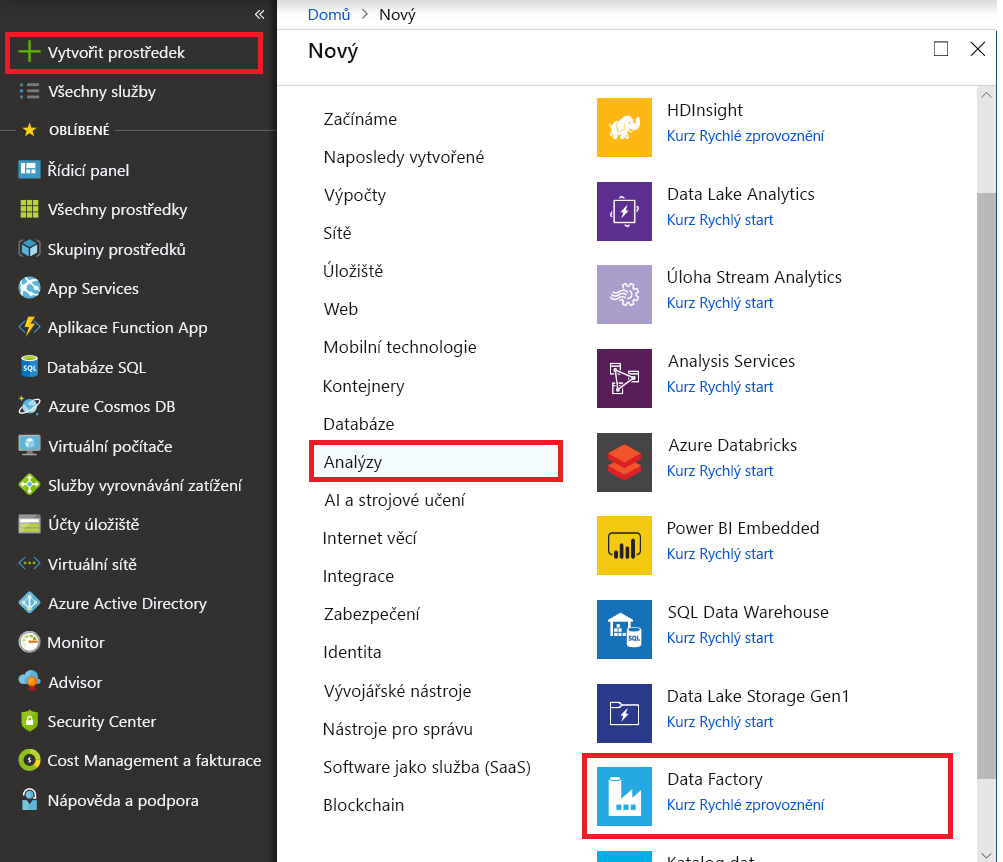 «
Vytvořit prostředek
Všechny služby
OBLÍBENÉ
Řídicí panel
Všechny prostředky
Skupiny prostředků
App Services
Aplikace Function App
Databáze SQL
Azure Cosmos DB
Virtuální počítače
Služby vyrovnávání zatížení
Účty úložiště
Virtuální sítě
Azure Active Directory
Monitor
Advisor
Security Center
Cost Management a fakturace
Nápověda a podpora
Domů > Nový
Nový
Začínáme
Naposledy vytvořené
Výpočty
Sítě
Úložiště
Web
Mobilní technologie
Kontejnery
Databáze
Analýzy
AI a strojové učení
Internet věcí
Integrace
Zabezpečení
Identita
Vývojářské nástroje
Nástroje pro správu
Software jako služba (SaaS)
Blockchain
HDInsight
Kurz Rychlé zprovoznění
Data Lake Analytics
Kurz Rychlý start
Úloha Stream Analytics
Kurz Rychlý start
Analysis Services
Kurz Rychlý start
Azure Databricks
Kurz Rychlý start
Power BI Embedded
Kurz Rychlý start
SQL Data Warehouse
Kurz Rychlý start
Data Lake Storage Gen1
Kurz Rychlý start
Data Factory
Kurz Rychlé zprovoznění
Katalog dat